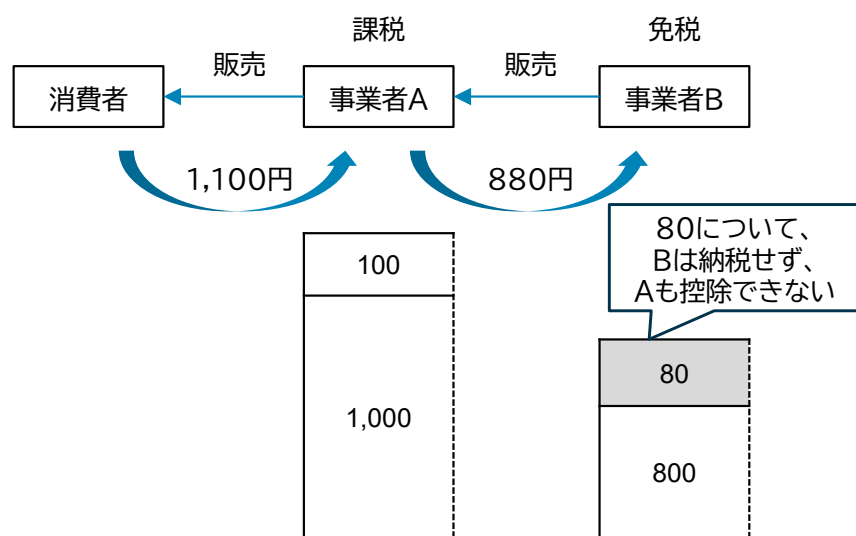 課税
免税
販売
販売
消費者
事業者A
事業者B
1,100円
880円
80について、
Bは納税せず、
Aも控除できない
100
80
1,000
800